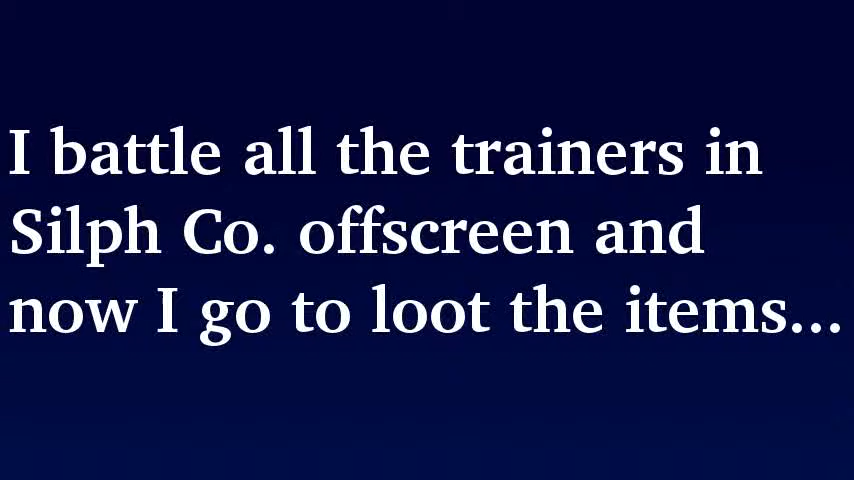 I battle all the trainers in
Silph Co. offscreen and
now I go to loot the items...